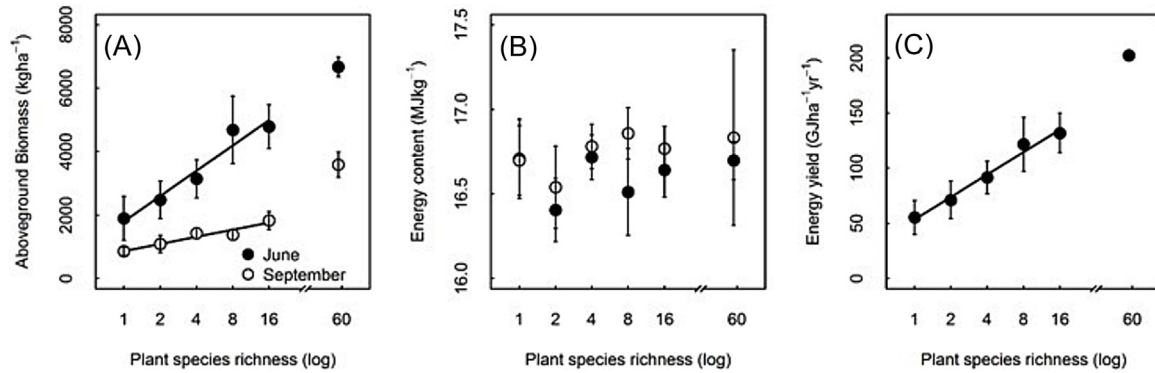 (A)
Aboveground Biomass (kgha⁻¹)
8000
6000
4000
2000
0
June
September
1 2 4 8 16 60
Plant species richness (log)
(B)
Energy content (MJkg⁻¹)
17.5
17.0
16.5
16.0
1 2 4 8 16 60
Plant species richness (log)
(C)
Energy yield (GJha⁻¹yr⁻¹)
200
150
100
50
0
1 2 4 8 16 60
Plant species richness (log)